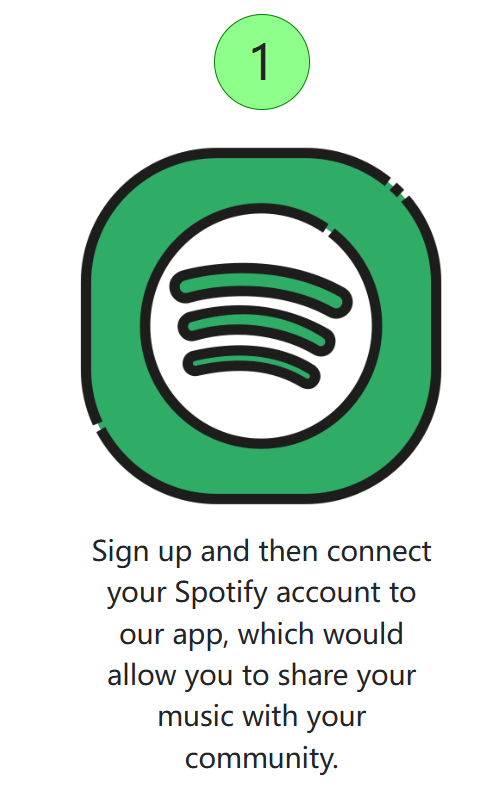 1
Sign up and then connect
your Spotify account to
our app, which would
allow you to share your
music with your
community.